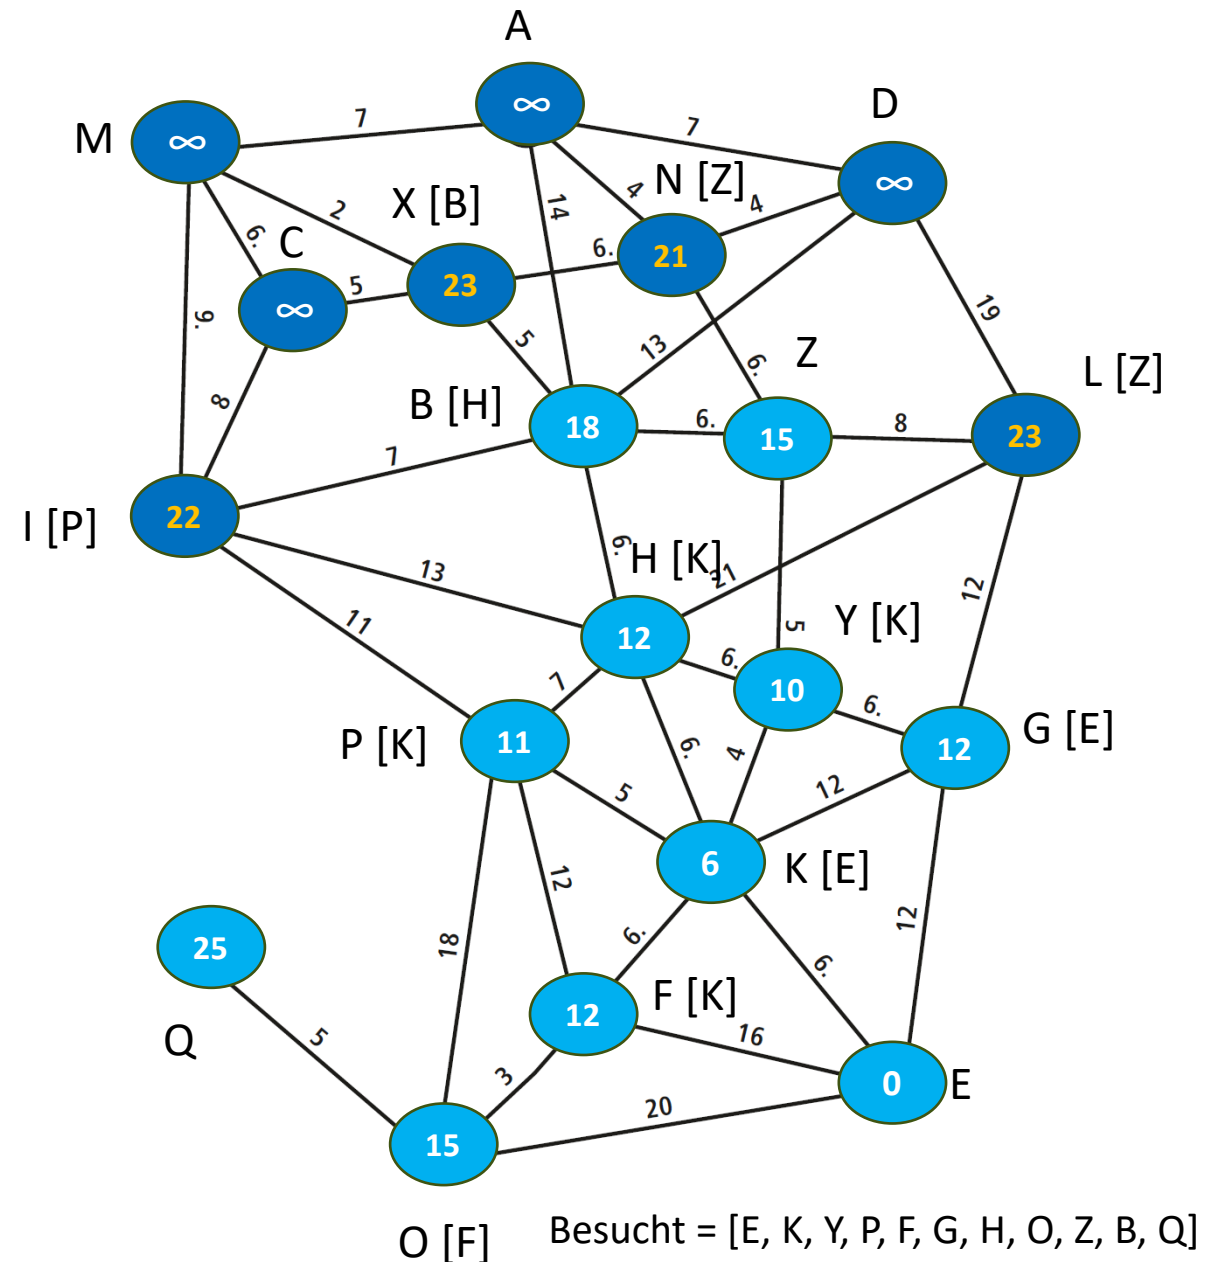 A
∞
D
M
∞
7
7
∞
N [Z]
X [B]
2
14
4
4
6.
C
6.
21
23
∞
5
9.
5
13
6.
Z
19
L [Z]
8
B [H]
18
6.
15
8
23
7
I [P]
22
6.
H [K]
21
13
12
11
5
Y [K]
12
6.
10
7
6.
P [K]
11
6.
4
G [E]
12
5
12
6
K [E]
12
18
12
25
6.
6.
Q
5
F [K]
12
16
3
0
E
20
15
O [F]
Besucht = [E, K, Y, P, F, G, H, O, Z, B, Q]